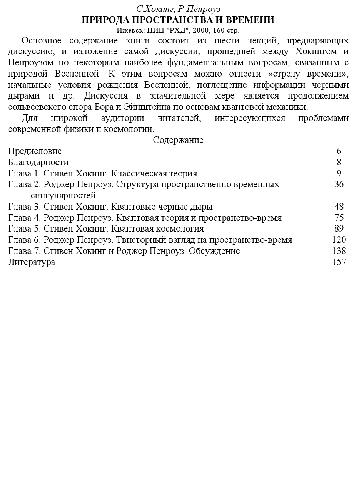 С.Хокинг, Р.Пенроуз
ПРИРОДА ПРОСТРАНСТВА И ВРЕМЕНИ
Ижевск: НИЦ "РХД", 2000, 160 стр.
Основное содержание книги состоит из шести лекций, предваряющих
дискуссию, и изложение самой дискуссии, прошедшей между Хокингом и
Пенроузом по некоторым наиболее фундаментальным вопросам, связанным с
природой Вселенной. К этим вопросам можно отнести «стрелу времени»,
начальные условия рождения Вселенной, поглощение информации черными
дырами и др. Дискуссия в значительной мере является продолжением
сольвеевского спора Бора и Эйнштейна по основам квантовой механики.
Для широкой аудитории читателей, интересующихся проблемами
современной физики и космологии.
Содержание
Предисловие 6
Благодарности 8
Глава 1. Стивен Хокинг. Классическая теория 9
Глава 2. Роджер Пенроуз. Структура пространственно временных 36
сингулярностей
Глава 3. Стивен Хокинг. Квантовые черные дыры 48
Глава 4. Роджер Пенроуз. Квантовая теория и пространство-время 75
Глава 5. Стивен Хокинг. Квантовая космология 89
Глава 6. Роджер Пенроуз. Твисторный взгляд на пространство-время 120
Глава 7. Стивен Хокинг и Роджер Пенроуз. Обсуждение 138
Литература 157